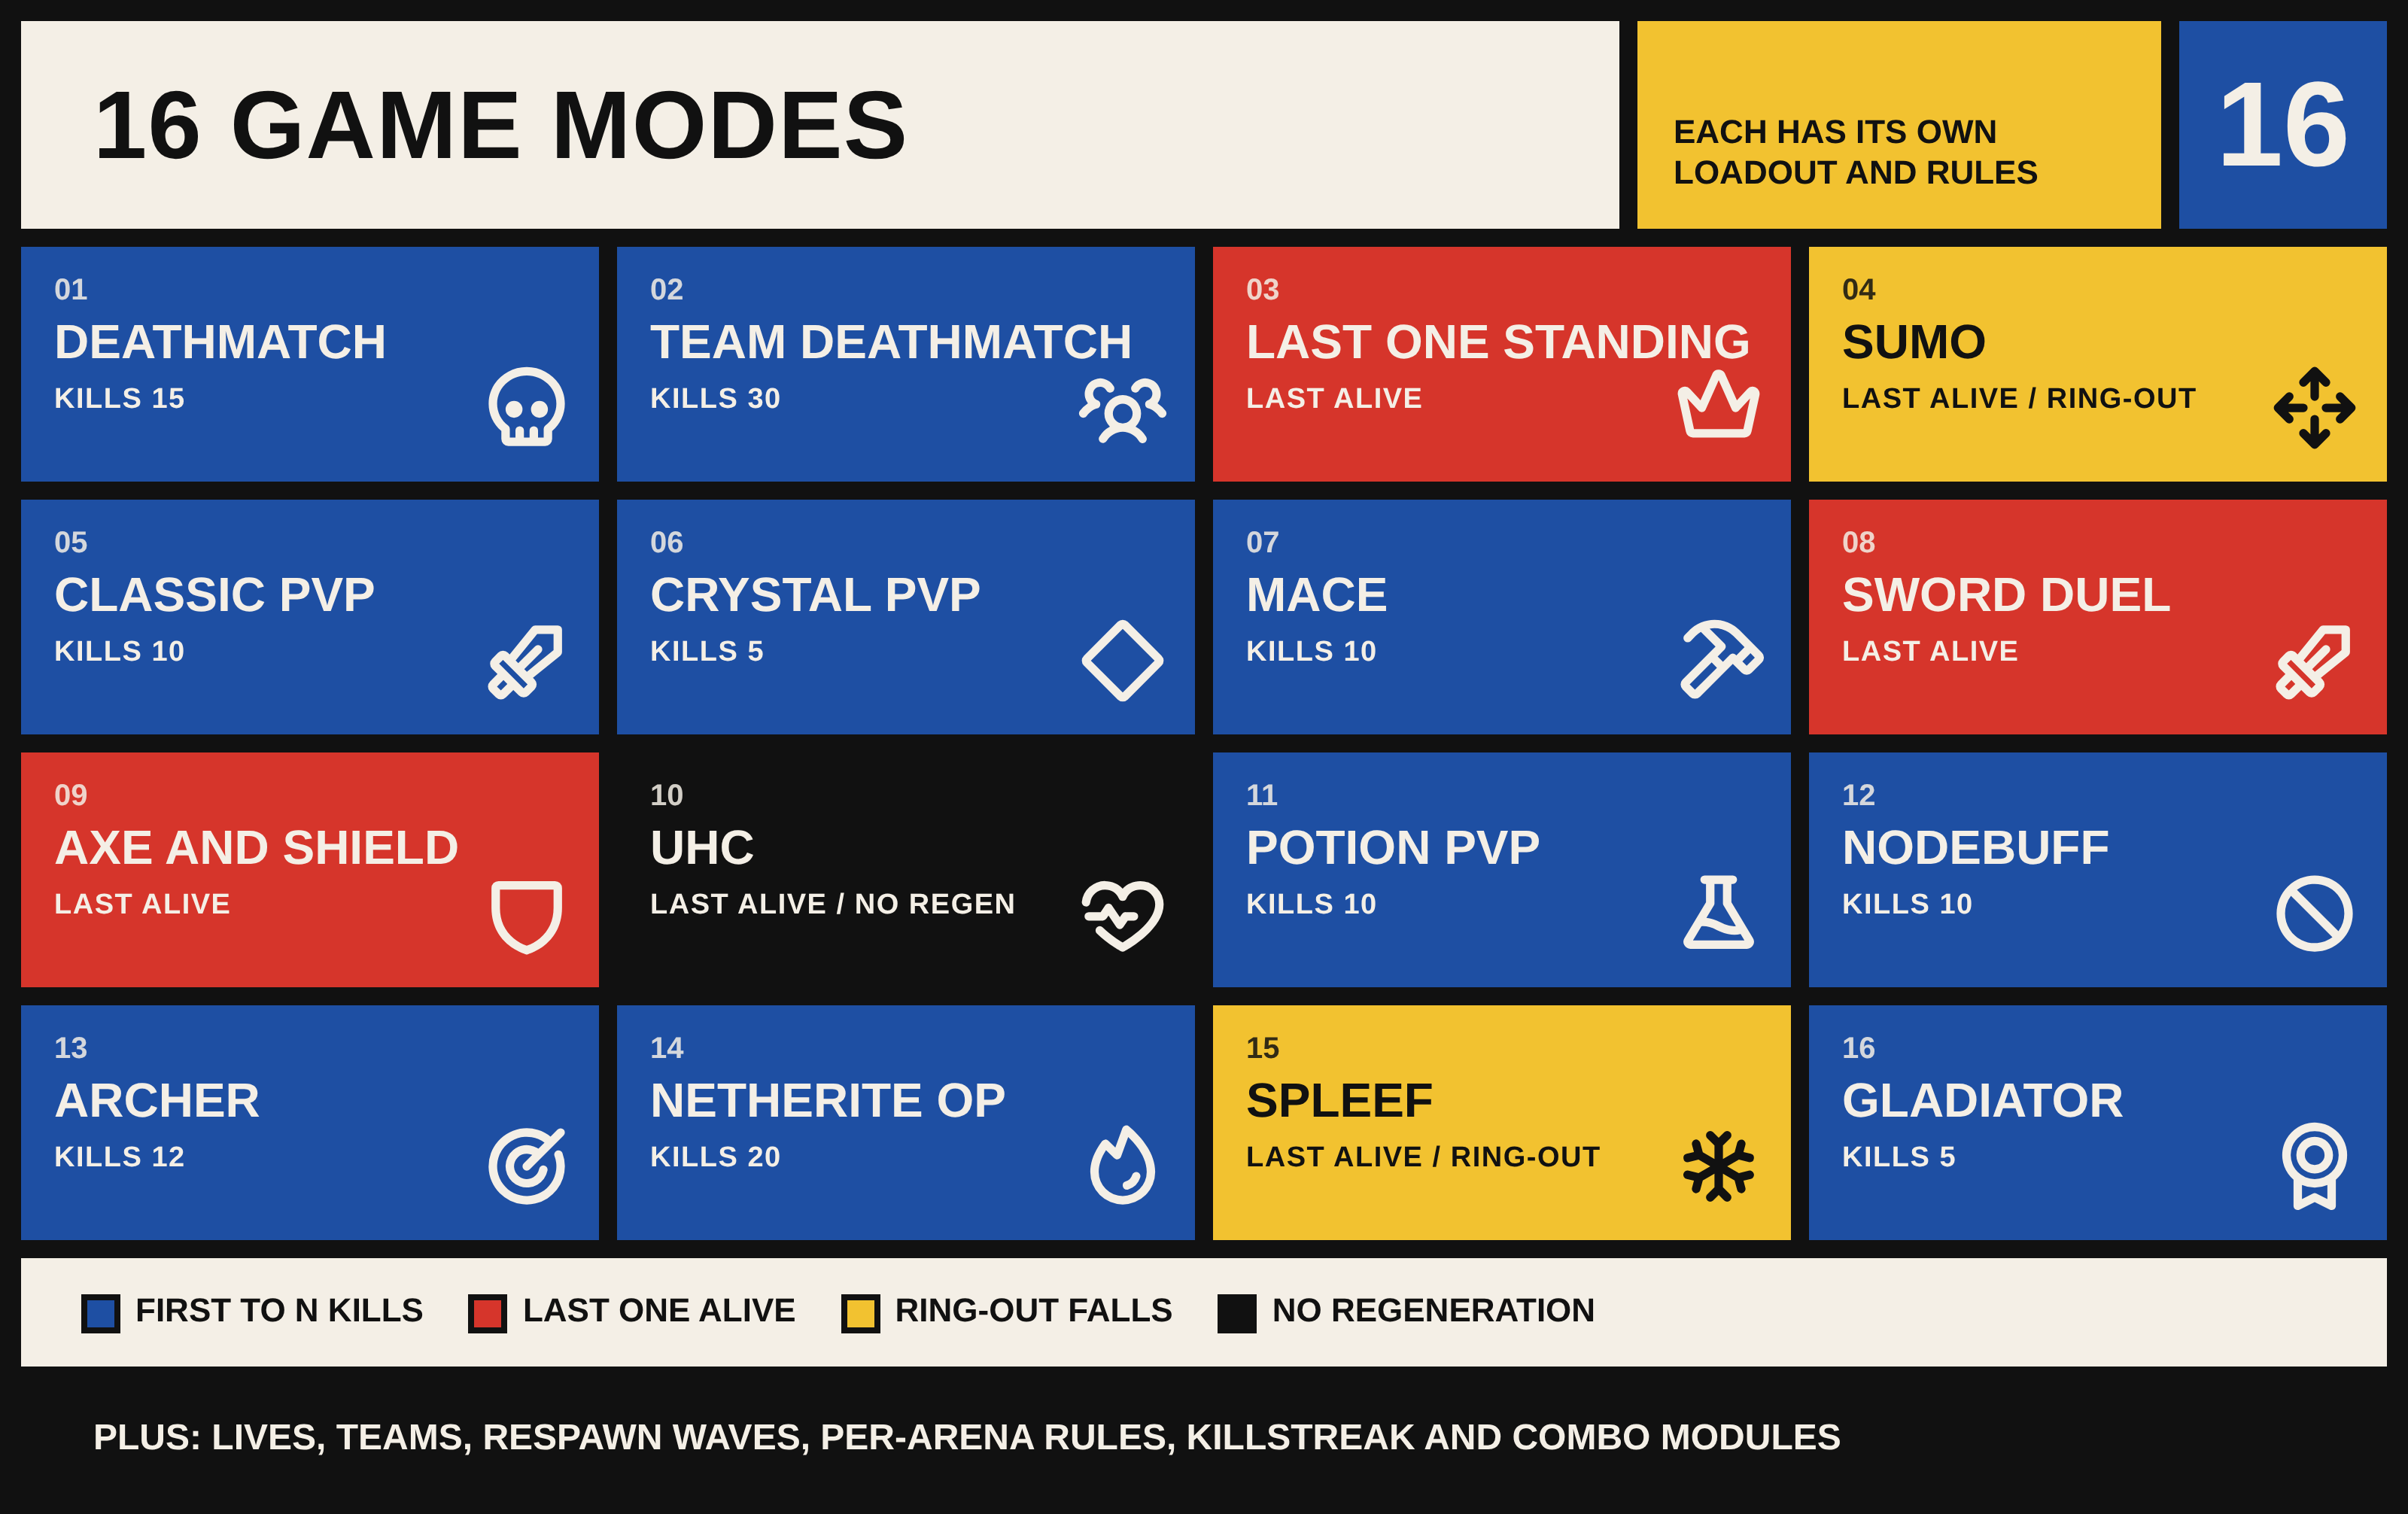 16 GAME MODES
EACH HAS ITS OWN
LOADOUT AND RULES
16
01
DEATHMATCH
KILLS 15
02
TEAM DEATHMATCH
KILLS 30
03
LAST ONE STANDING
LAST ALIVE
04
SUMO
LAST ALIVE / RING-OUT
05
CLASSIC PVP
KILLS 10
06
CRYSTAL PVP
KILLS 5
07
MACE
KILLS 10
08
SWORD DUEL
LAST ALIVE
09
AXE AND SHIELD
LAST ALIVE
10
UHC
LAST ALIVE / NO REGEN
11
POTION PVP
KILLS 10
12
NODEBUFF
KILLS 10
13
ARCHER
KILLS 12
14
NETHERITE OP
KILLS 20
15
SPLEEF
LAST ALIVE / RING-OUT
16
GLADIATOR
KILLS 5
FIRST TO N KILLS
LAST ONE ALIVE
RING-OUT FALLS
NO REGENERATION
PLUS: LIVES, TEAMS, RESPAWN WAVES, PER-ARENA RULES, KILLSTREAK AND COMBO MODULES